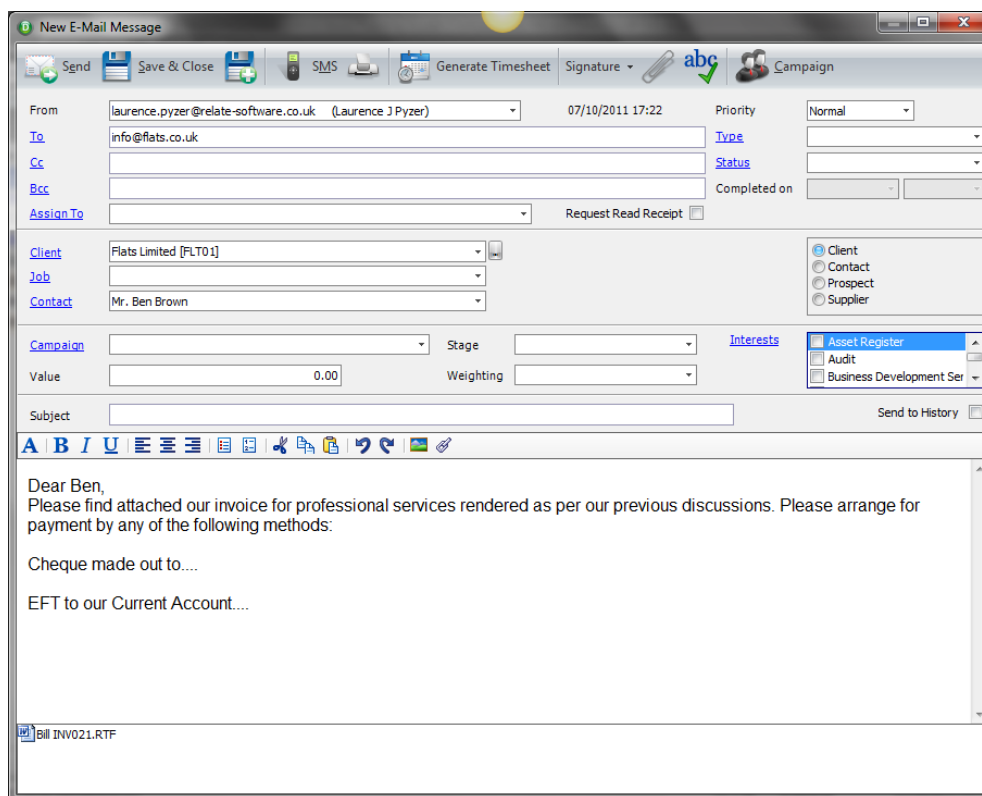 New E-Mail Message
Send Save & Close SMS Generate Timesheet Signature abc Campaign
From laurence.pyzer@relate-software.co.uk (Laurence J Pyzer) 07/10/2011 17:22 Priority Normal
To info@flats.co.uk Type
Cc Status
Bcc Completed on
Assign To Request Read Receipt
Client Flats Limited [FLT01] Client
Contact
Job Prospect
Contact Mr. Ben Brown Supplier
Campaign Stage Interests Asset Register
Audit
Value 0.00 Weighting Business Development Ser
Subject Send to History
A B I U
Dear Ben,
Please find attached our invoice for professional services rendered as per our previous discussions. Please arrange for
payment by any of the following methods:
Cheque made out to....
EFT to our Current Account....
Bill INV021.RTF